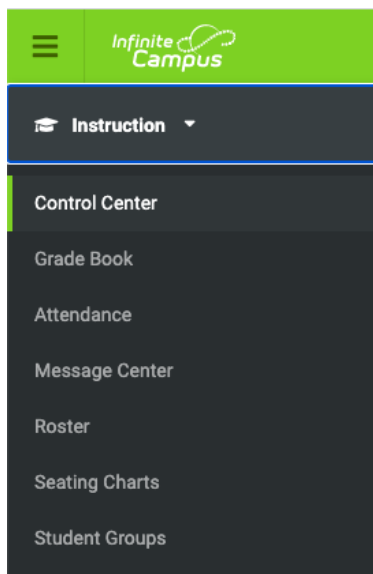 Infinite
Campus
Instruction
Control Center
Grade Book
Attendance
Message Center
Roster
Seating Charts
Student Groups